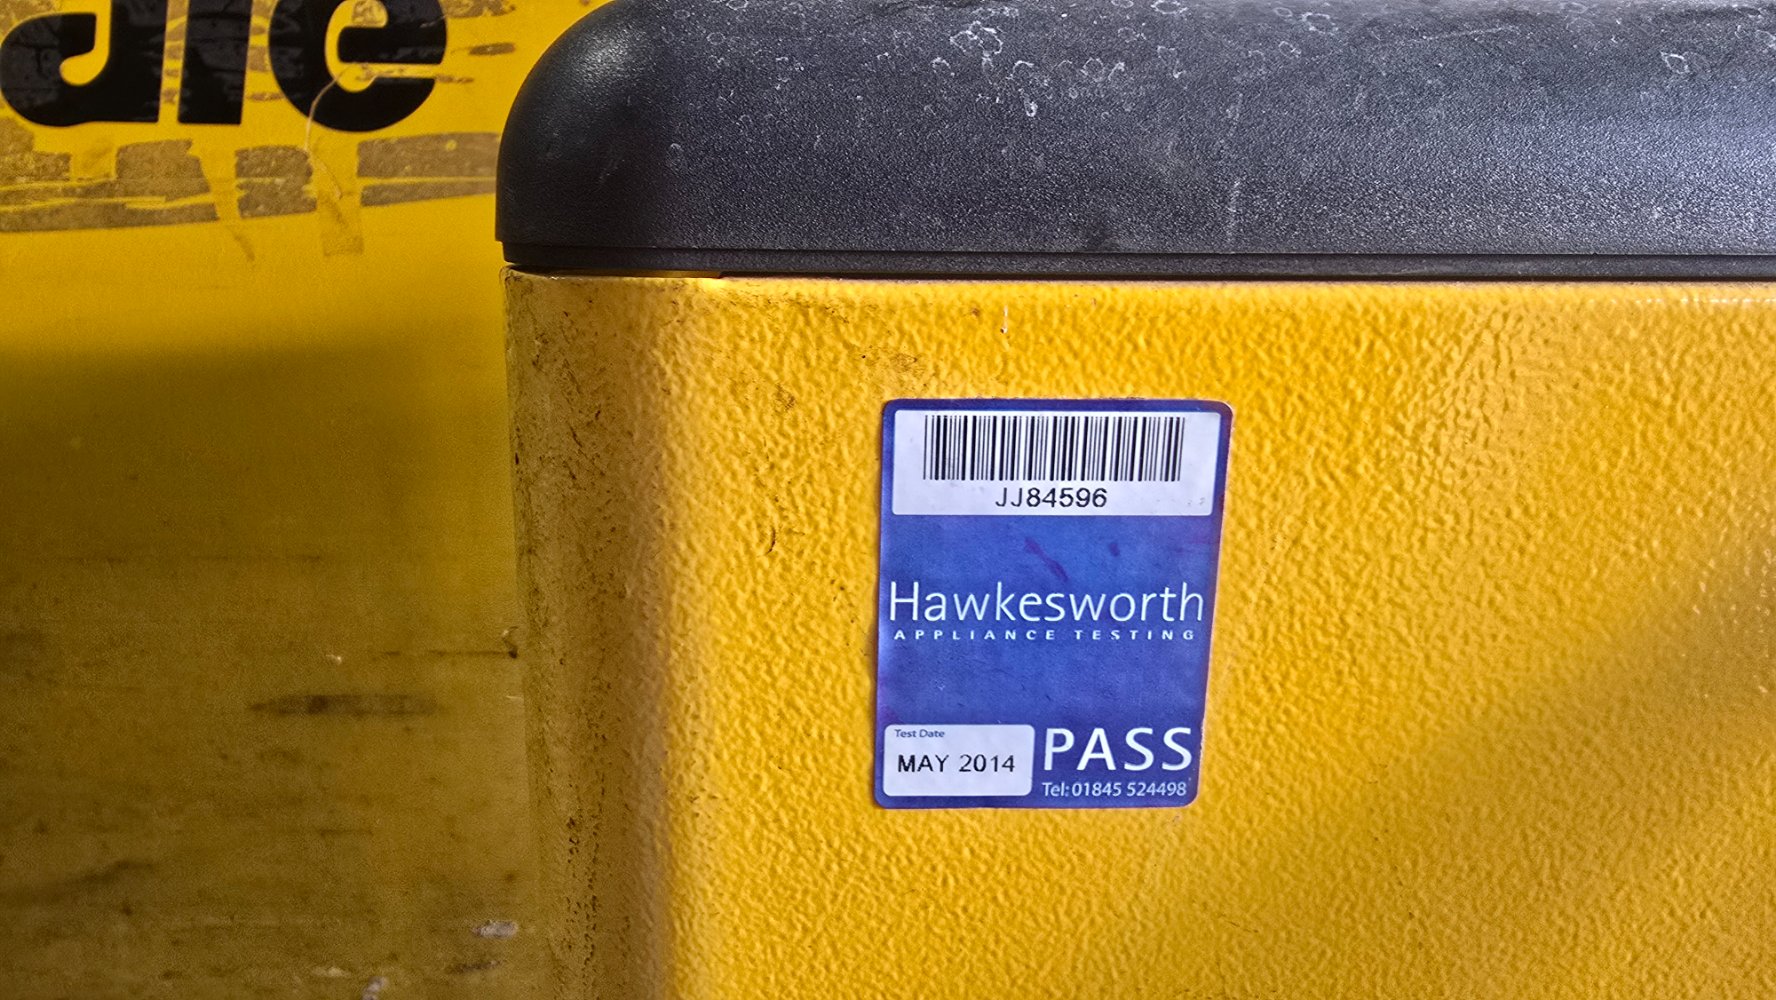 JJ84596
Hawkesworth
APPLIANCE TESTING
Test Date
MAY 2014
PASS
Tel: 01845 524498